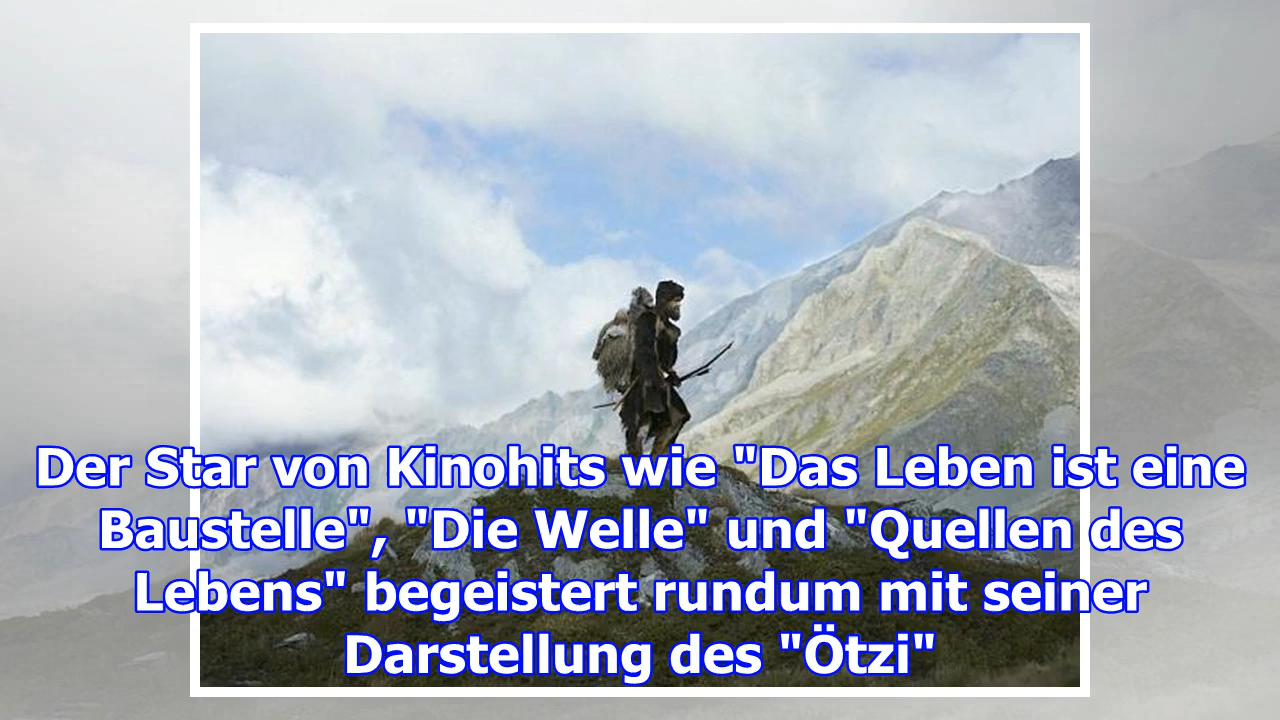 Der Star von Kinohits wie "Das Leben ist eine
Baustelle", "Die Welle" und "Quellen des
Lebens" begeistert rundum mit seiner
Darstellung des "Ötzi"